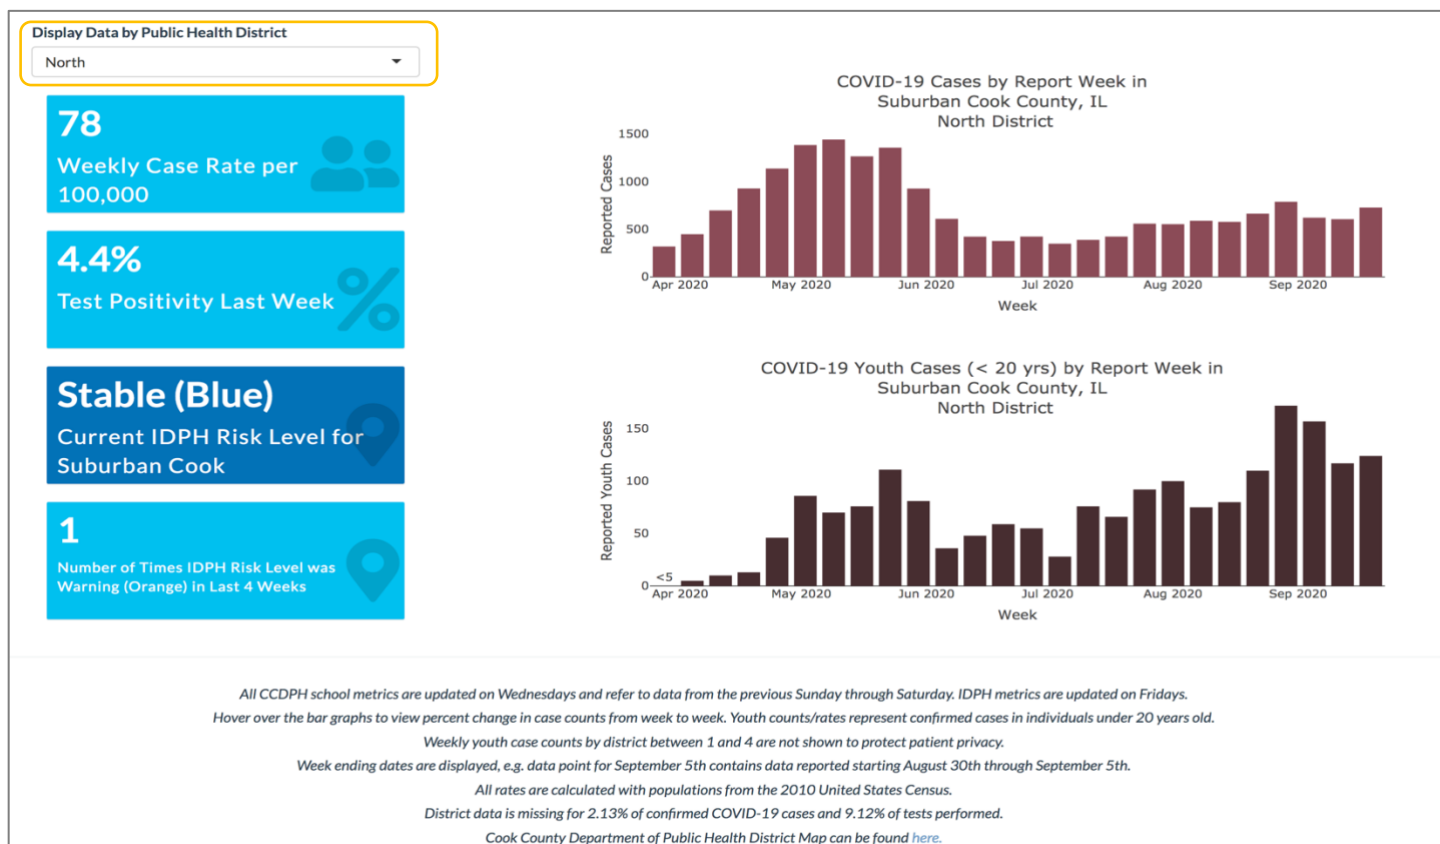 Display Data by Public Health District
North
78
Weekly Case Rate per
100,000
4.4%
Test Positivity Last Week
%
Stable (Blue)
Current IDPH Risk Level for
Suburban Cook
1
Number of Times IDPH Risk Level was
Warning (Orange) in Last 4 Weeks
COVID-19 Cases by Report Week in
Suburban Cook County, IL
North District
Reported Cases
1500
1000
500
0
Apr 2020 May 2020 Jun 2020 Jul 2020 Aug 2020 Sep 2020
Week
COVID-19 Youth Cases (< 20 yrs) by Report Week in
Suburban Cook County, IL
North District
Reported Youth Cases
150
100
50
0
<5
Apr 2020 May 2020 Jun 2020 Jul 2020 Aug 2020 Sep 2020
Week
All CCDPH school metrics are updated on Wednesdays and refer to data from the previous Sunday through Saturday. IDPH metrics are updated on Fridays.
Hover over the bar graphs to view percent change in case counts from week to week. Youth counts/rates represent confirmed cases in individuals under 20 years old.
Weekly youth case counts by district between 1 and 4 are not shown to protect patient privacy.
Week ending dates are displayed, e.g. data point for September 5th contains data reported starting August 30th through September 5th.
All rates are calculated with populations from the 2010 United States Census.
District data is missing for 2.13% of confirmed COVID-19 cases and 9.12% of tests performed.
Cook County Department of Public Health District Map can be found here.